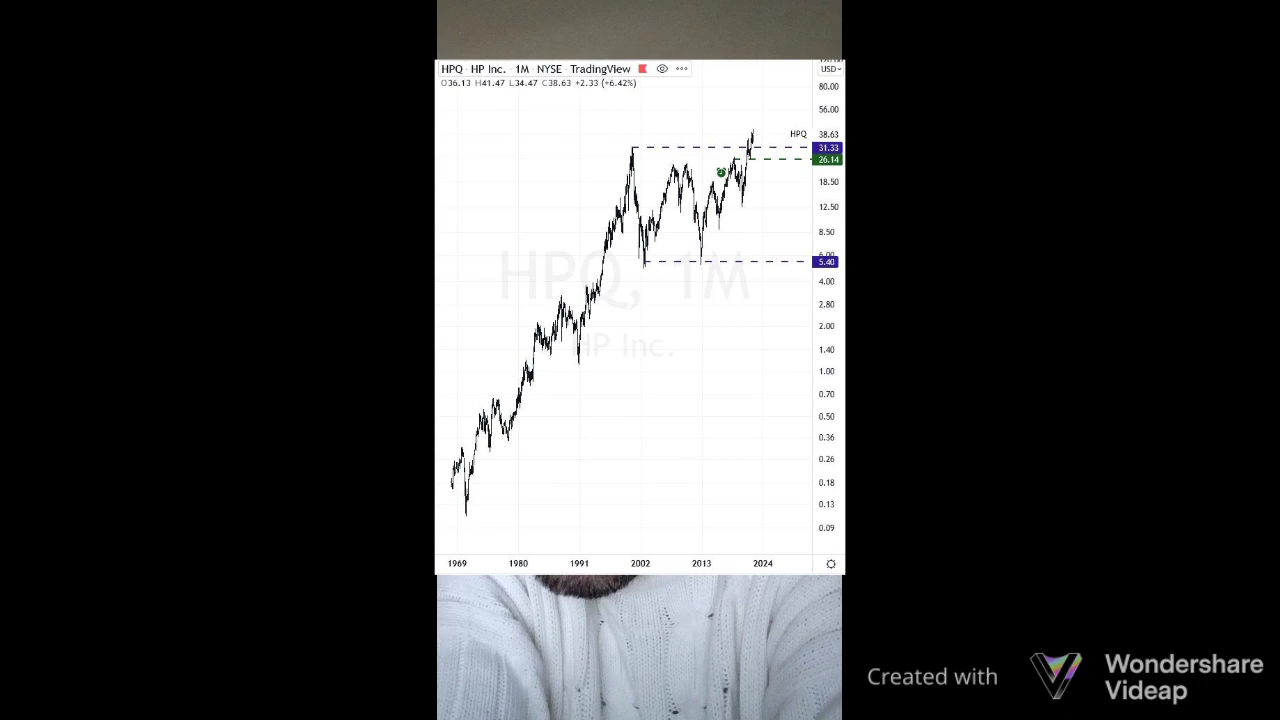 HPQ · HP Inc. · 1M · NYSE · TradingView
O36.13 H41.47 L34.47 C38.63 +2.33 (+6.42%)
USD
80.00
56.00
HPQ 38.63
31.33
26.14
18.50
12.50
8.50
6.00
5.40
4.00
2.80
2.00
1.40
1.00
0.70
0.50
0.36
0.26
0.18
0.13
0.09
HPQ, 1M
HP Inc.
1969 1980 1991 2002 2013 2024
Created with Wondershare Videap